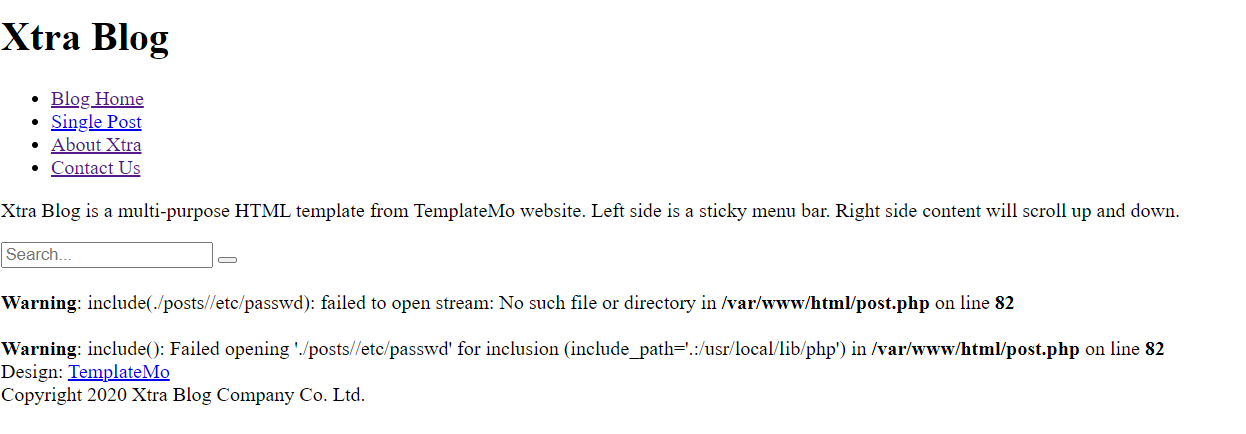 Xtra Blog
Blog Home
Single Post
About Xtra
Contact Us
Xtra Blog is a multi-purpose HTML template from TemplateMo website. Left side is a sticky menu bar. Right side content will scroll up and down.
Search...
Warning: include(./posts//etc/passwd): failed to open stream: No such file or directory in /var/www/html/post.php on line 82
Warning: include(): Failed opening './posts//etc/passwd' for inclusion (include_path='.:/usr/local/lib/php') in /var/www/html/post.php on line 82
Design: TemplateMo
Copyright 2020 Xtra Blog Company Co. Ltd.